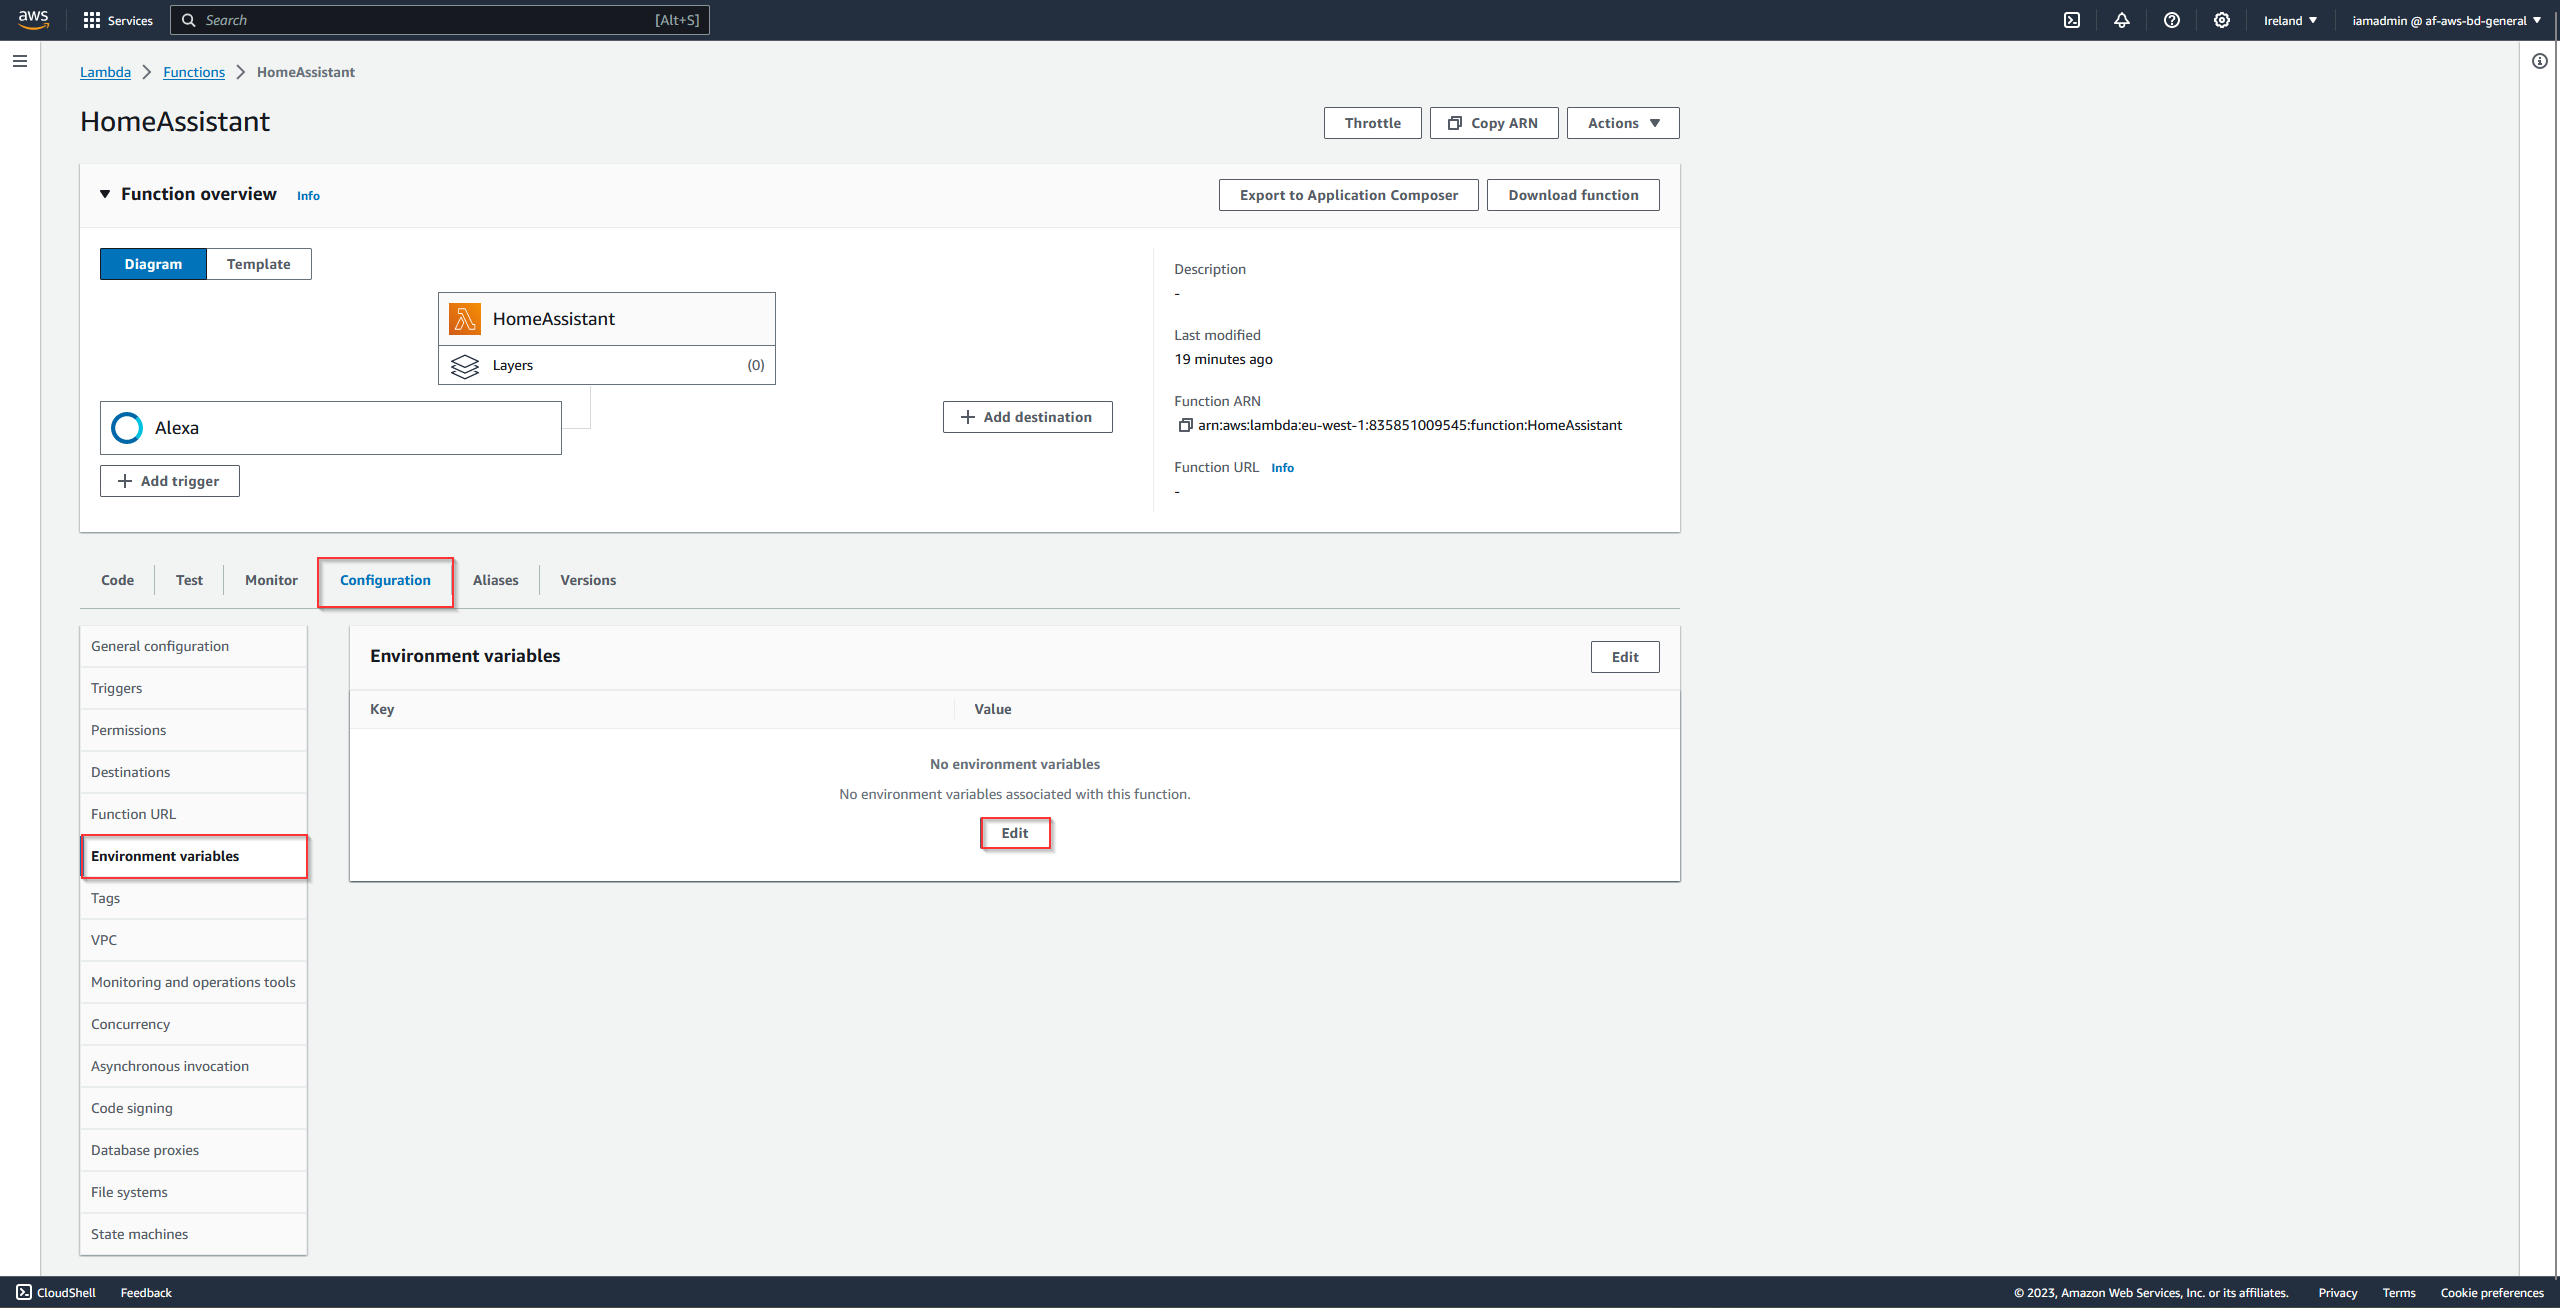 aws Services Search [Alt+S] Ireland ▼ iamadmin @ af-aws-bd-general ▼
Lambda > Functions > HomeAssistant
HomeAssistant
Throttle Copy ARN Actions ▼
▼ Function overview Info
Export to Application Composer Download function
Diagram Template
HomeAssistant
Layers (0)
Alexa
+ Add trigger
+ Add destination
Description
-
Last modified
19 minutes ago
Function ARN
arn:aws:lambda:eu-west-1:835851009545:function:HomeAssistant
Function URL Info
-
Code Test Monitor Configuration Aliases Versions
General configuration
Triggers
Permissions
Destinations
Function URL
Environment variables
Tags
VPC
Monitoring and operations tools
Concurrency
Asynchronous invocation
Code signing
Database proxies
File systems
State machines
Environment variables Edit
Key Value
No environment variables
No environment variables associated with this function.
Edit
CloudShell Feedback © 2023, Amazon Web Services, Inc. or its affiliates. Privacy Terms Cookie preferences